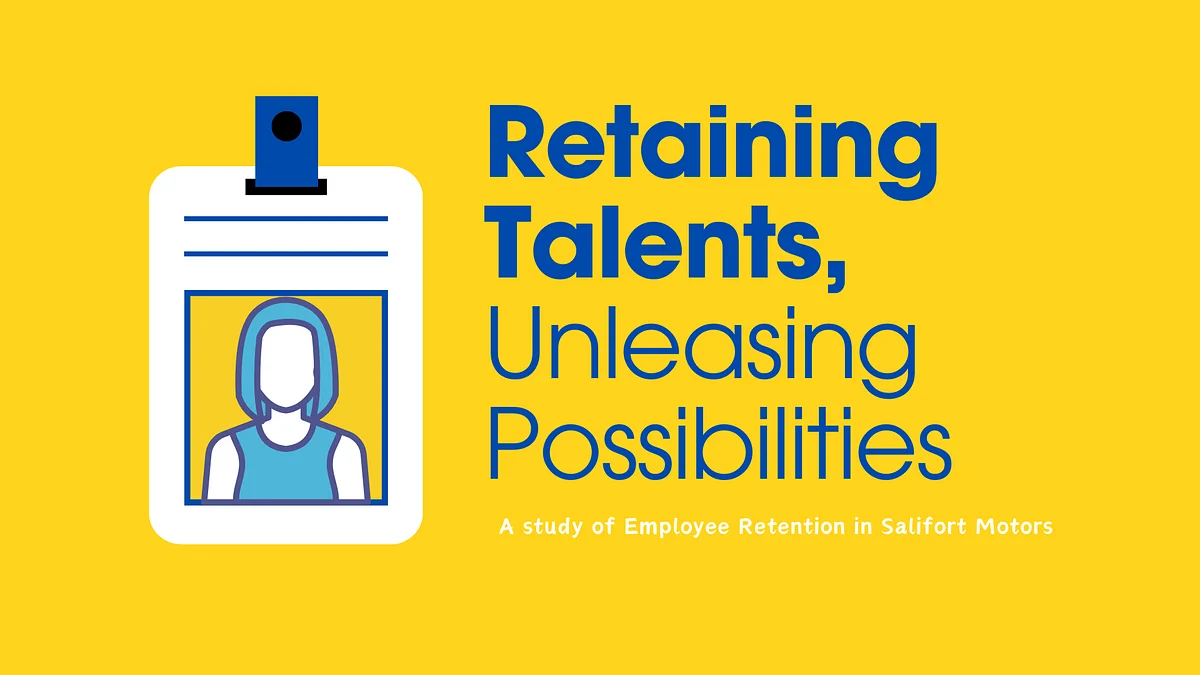 Retaining
Talents,
Unleasing
Possibilities
A study of Employee Retention in Salifort Motors